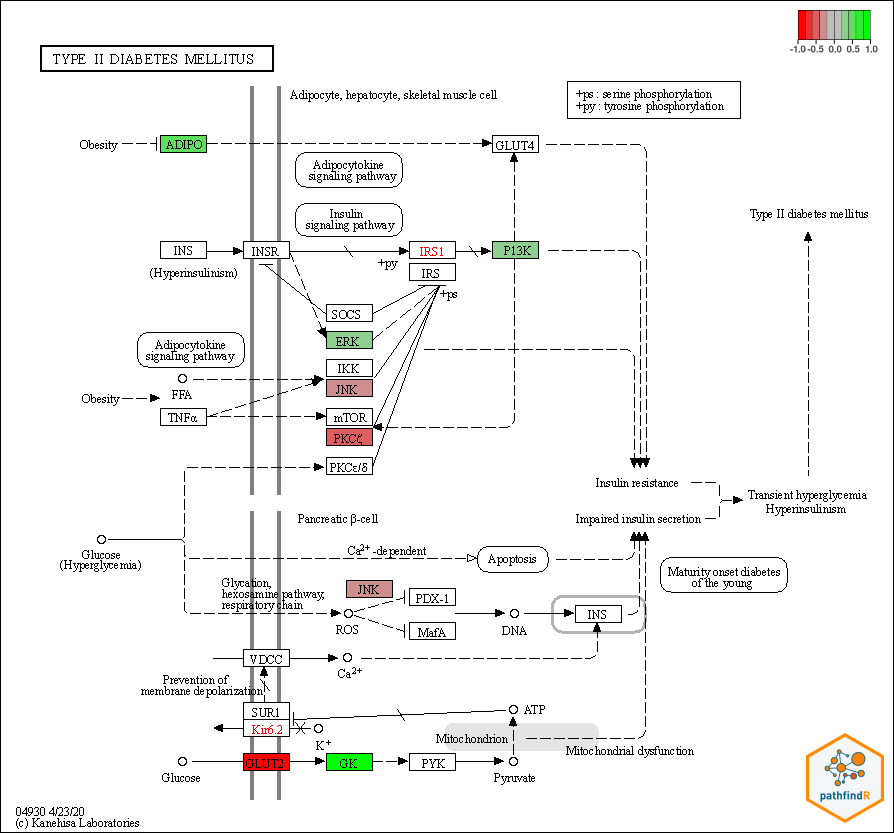 -1.0 -0.5 0.0 0.5 1.0
TYPE II DIABETES MELLITUS
Adipocyte, hepatocyte, skeletal muscle cell
+ps : serine phosphorylation
+py : tyrosine phosphorylation
Obesity
ADIPO
GLUT4
Adipocytokine
signaling pathway
Insulin
signaling pathway
Type II diabetes mellitus
INS
INSR
IRS1
P13K
+py
(Hyperinsulinism)
IRS
+ps
SOCS
ERK
Adipocytokine
signaling pathway
IKK
FFA
JNK
Obesity
TNFα
mTOR
PKCζ
PKCε/δ
Insulin resistance
Transient hyperglycemia
Hyperinsulinism
Impaired insulin secretion
Pancreatic β-cell
Glucose
(Hyperglycemia)
Ca2+ -dependent
Apoptosis
Maturity onset diabetes
of the young
Glycation,
hexosamine pathway,
respiratory chain
JNK
PDX-1
ROS
MafA
DNA
INS
VDCC
Ca2+
Prevention of
membrane depolarization
SUR1
Kir6.2
K+
ATP
Mitochondrion
Mitochondrial dysfunction
Glucose
GLUT2
GK
PYK
Pyruvate
pathfindR
04930 4/23/20
(c) Kanehisa Laboratories